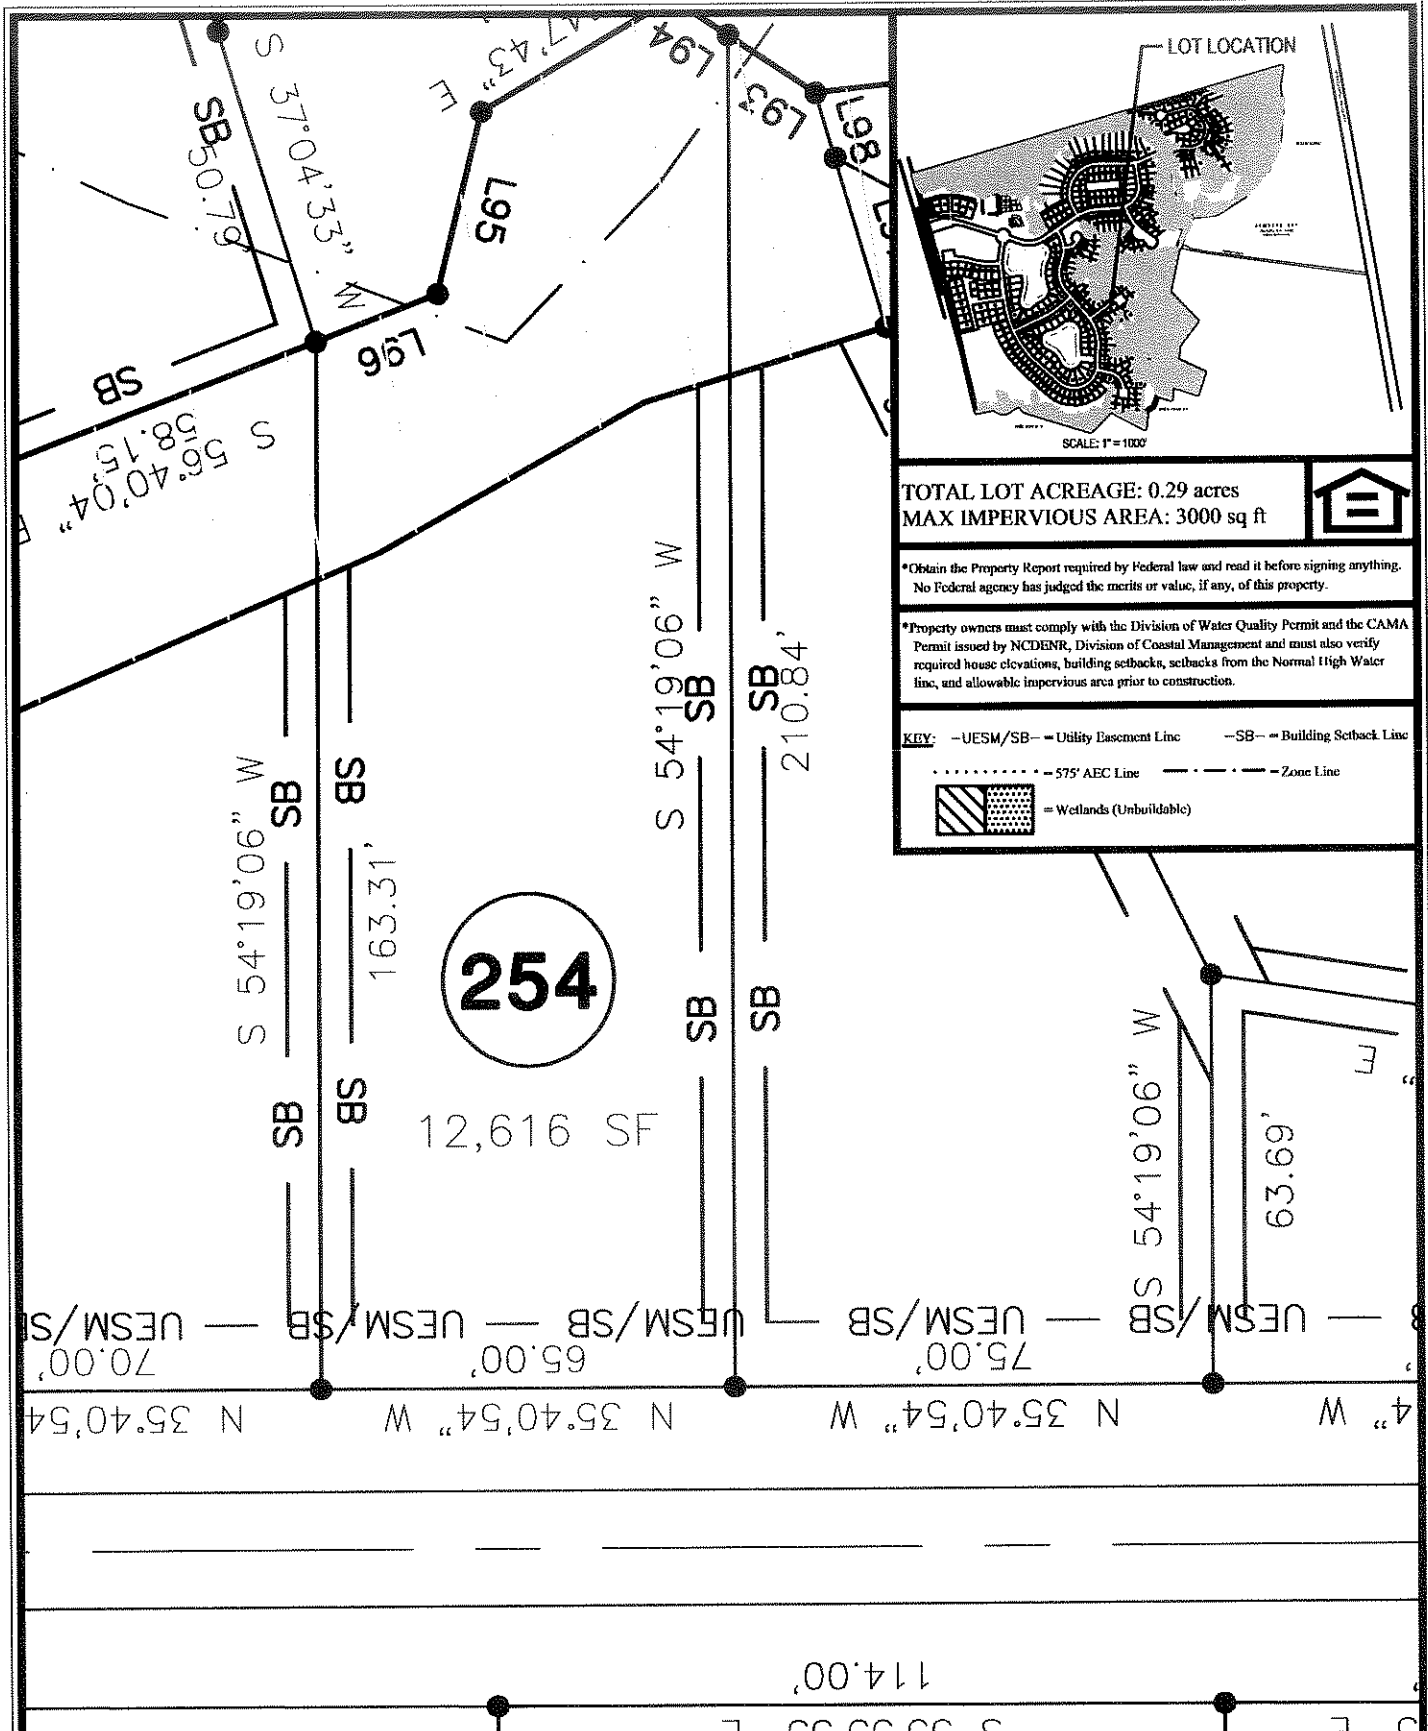 LOT LOCATION
SCALE: 1" = 1000'
TOTAL LOT ACREAGE: 0.29 acres
MAX IMPERVIOUS AREA: 3000 sq ft
*Obtain the Property Report required by Federal law and read it before signing anything.
No Federal agency has judged the merits or value, if any, of this property.
*Property owners must comply with the Division of Water Quality Permit and the CAMA
Permit issued by NCDENR, Division of Coastal Management and must also verify
required house elevations, building setbacks, setbacks from the Normal High Water
line, and allowable impervious area prior to construction.
KEY: -UESM/SB- = Utility Easement Line --SB-- = Building Setback Line
= 575' AEC Line = Zone Line
= Wetlands (Unbuildable)
S 37°04'33" W
50.79'
SB
47'43" E
L94
L93
L98
L95
L96
SB
S 56°40'04" E
58.15'
S 54°19'06" W
163.31'
SB
SB
SB
SB
S 54°19'06" W
210.84'
SB
SB
SB
SB
254
12,616 SF
S 54°19'06" W
63.69'
E
UESM/SB
UESM/SB
UESM/SB
UESM/SB
UESM/SB
70.00'
65.00'
75.00'
N 35°40'54
N 35°40'54" W
N 35°40'54" W
4" W
114.00'